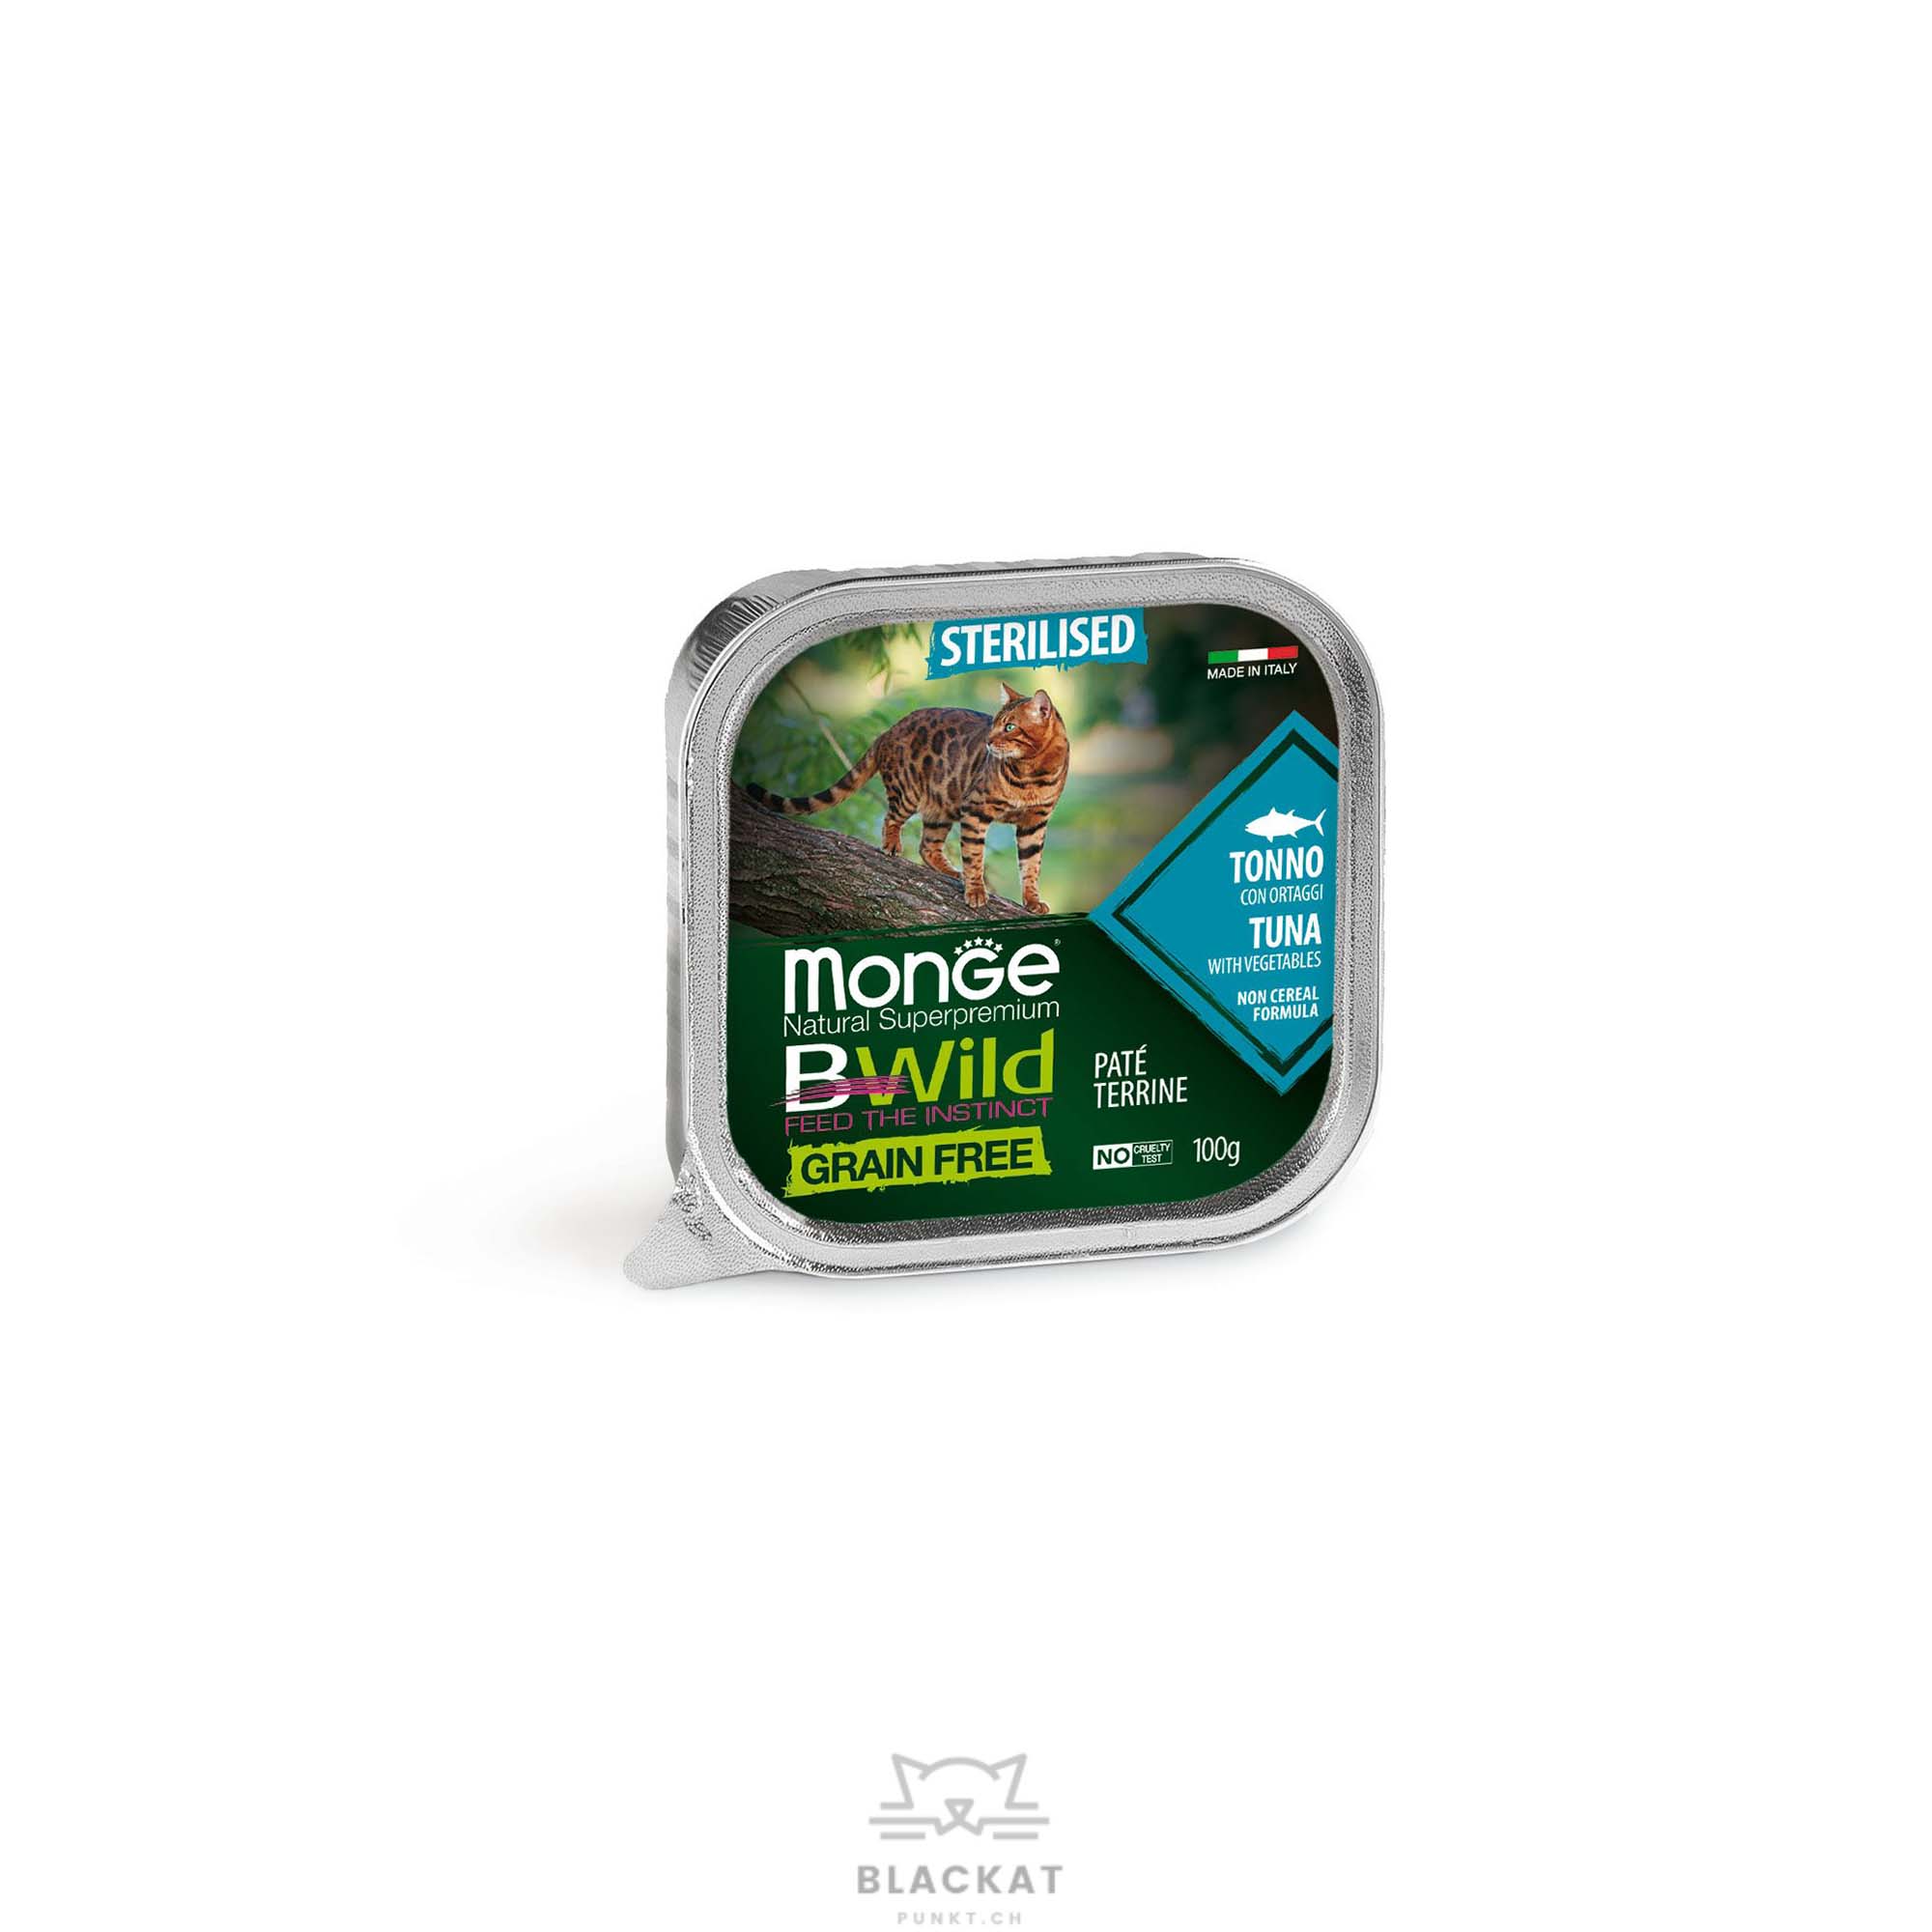 STERILISED
MADE IN ITALY
TONNO
CON ORTAGGI
TUNA
WITH VEGETABLES
NON CEREAL
FORMULA
MonGe®
Natural Superpremium
BWild
FEED THE INSTINCT
GRAIN FREE
PATÉ
TERRINE
NO CRUELTY TEST
100g
BLACKAT
PUNKT.CH